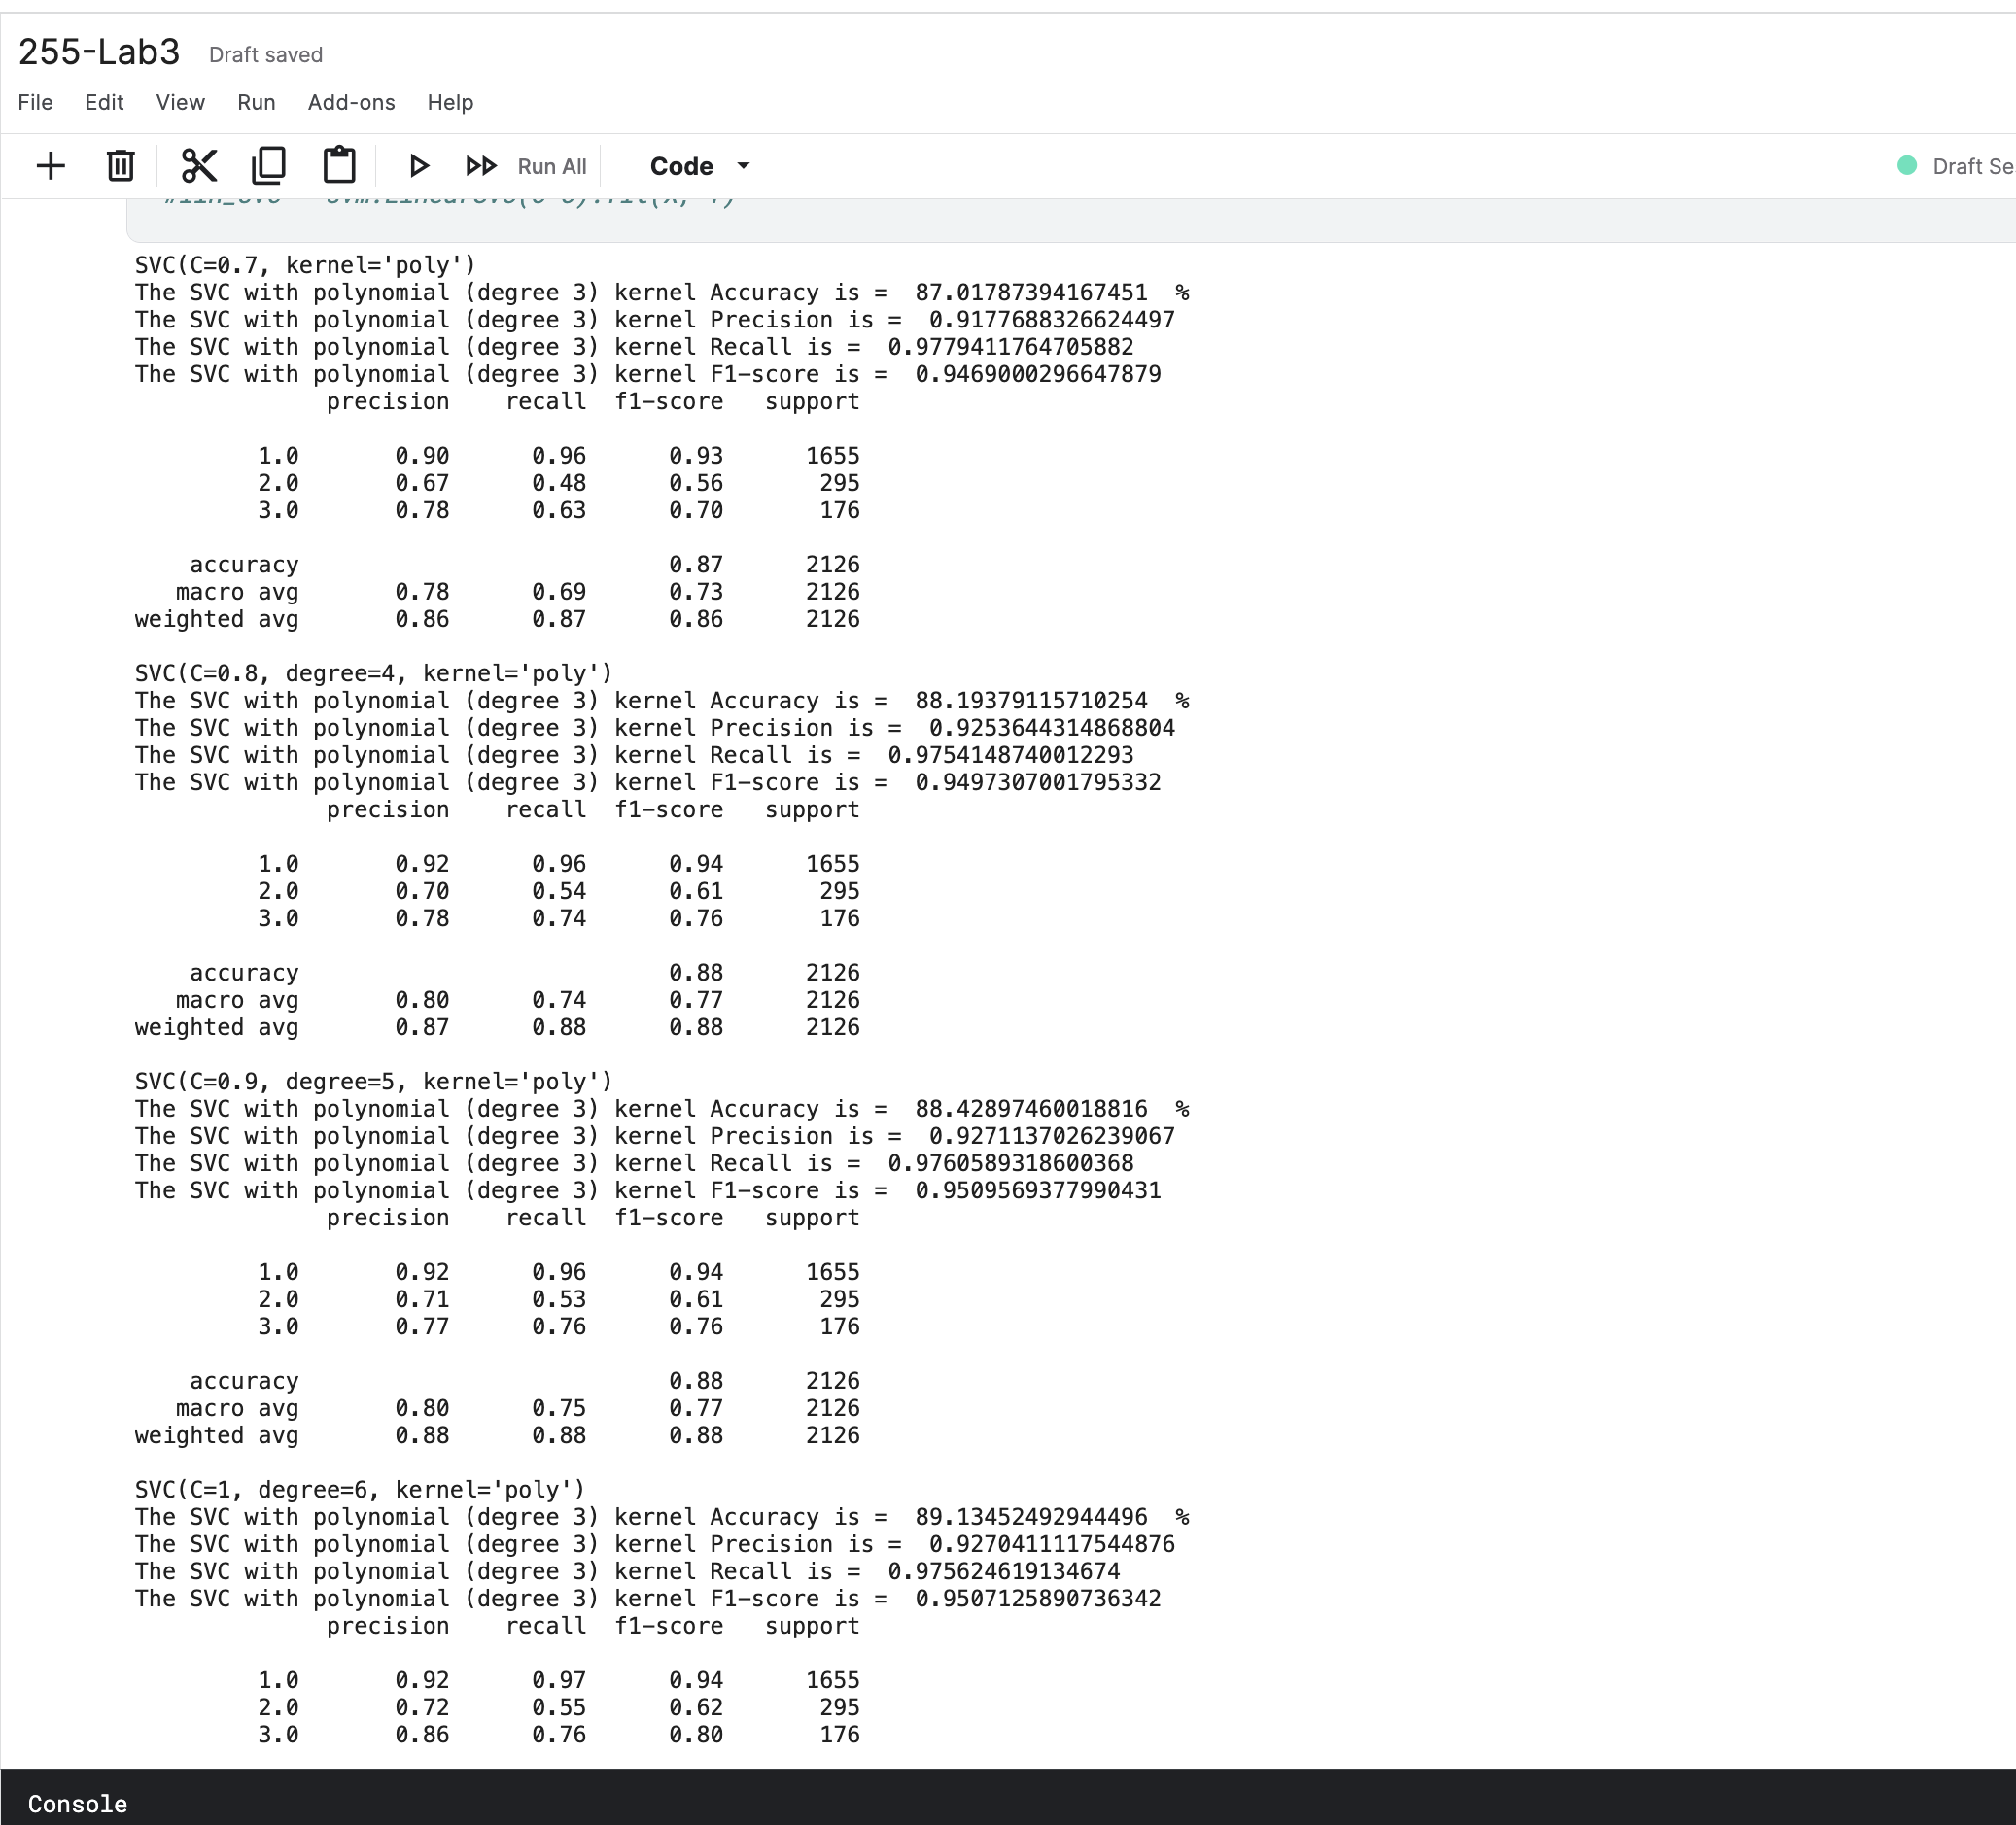 255-Lab3 Draft saved
File Edit View Run Add-ons Help
Run All Code Draft Se
SVC(C=0.7, kernel='poly')
The SVC with polynomial (degree 3) kernel Accuracy is =  87.01787394167451  %
The SVC with polynomial (degree 3) kernel Precision is =  0.9177688326624497
The SVC with polynomial (degree 3) kernel Recall is =  0.9779411764705882
The SVC with polynomial (degree 3) kernel F1-score is =  0.9469000296647879
precision recall f1-score support
1.0 0.90 0.96 0.93 1655
2.0 0.67 0.48 0.56 295
3.0 0.78 0.63 0.70 176
accuracy 0.87 2126
macro avg 0.78 0.69 0.73 2126
weighted avg 0.86 0.87 0.86 2126
SVC(C=0.8, degree=4, kernel='poly')
The SVC with polynomial (degree 3) kernel Accuracy is =  88.19379115710254  %
The SVC with polynomial (degree 3) kernel Precision is =  0.9253644314868804
The SVC with polynomial (degree 3) kernel Recall is =  0.9754148740012293
The SVC with polynomial (degree 3) kernel F1-score is =  0.9497307001795332
precision recall f1-score support
1.0 0.92 0.96 0.94 1655
2.0 0.70 0.54 0.61 295
3.0 0.78 0.74 0.76 176
accuracy 0.88 2126
macro avg 0.80 0.74 0.77 2126
weighted avg 0.87 0.88 0.88 2126
SVC(C=0.9, degree=5, kernel='poly')
The SVC with polynomial (degree 3) kernel Accuracy is =  88.42897460018816  %
The SVC with polynomial (degree 3) kernel Precision is =  0.9271137026239067
The SVC with polynomial (degree 3) kernel Recall is =  0.9760589318600368
The SVC with polynomial (degree 3) kernel F1-score is =  0.9509569377990431
precision recall f1-score support
1.0 0.92 0.96 0.94 1655
2.0 0.71 0.53 0.61 295
3.0 0.77 0.76 0.76 176
accuracy 0.88 2126
macro avg 0.80 0.75 0.77 2126
weighted avg 0.88 0.88 0.88 2126
SVC(C=1, degree=6, kernel='poly')
The SVC with polynomial (degree 3) kernel Accuracy is =  89.13452492944496  %
The SVC with polynomial (degree 3) kernel Precision is =  0.9270411117544876
The SVC with polynomial (degree 3) kernel Recall is =  0.975624619134674
The SVC with polynomial (degree 3) kernel F1-score is =  0.9507125890736342
precision recall f1-score support
1.0 0.92 0.97 0.94 1655
2.0 0.72 0.55 0.62 295
3.0 0.86 0.76 0.80 176
Console